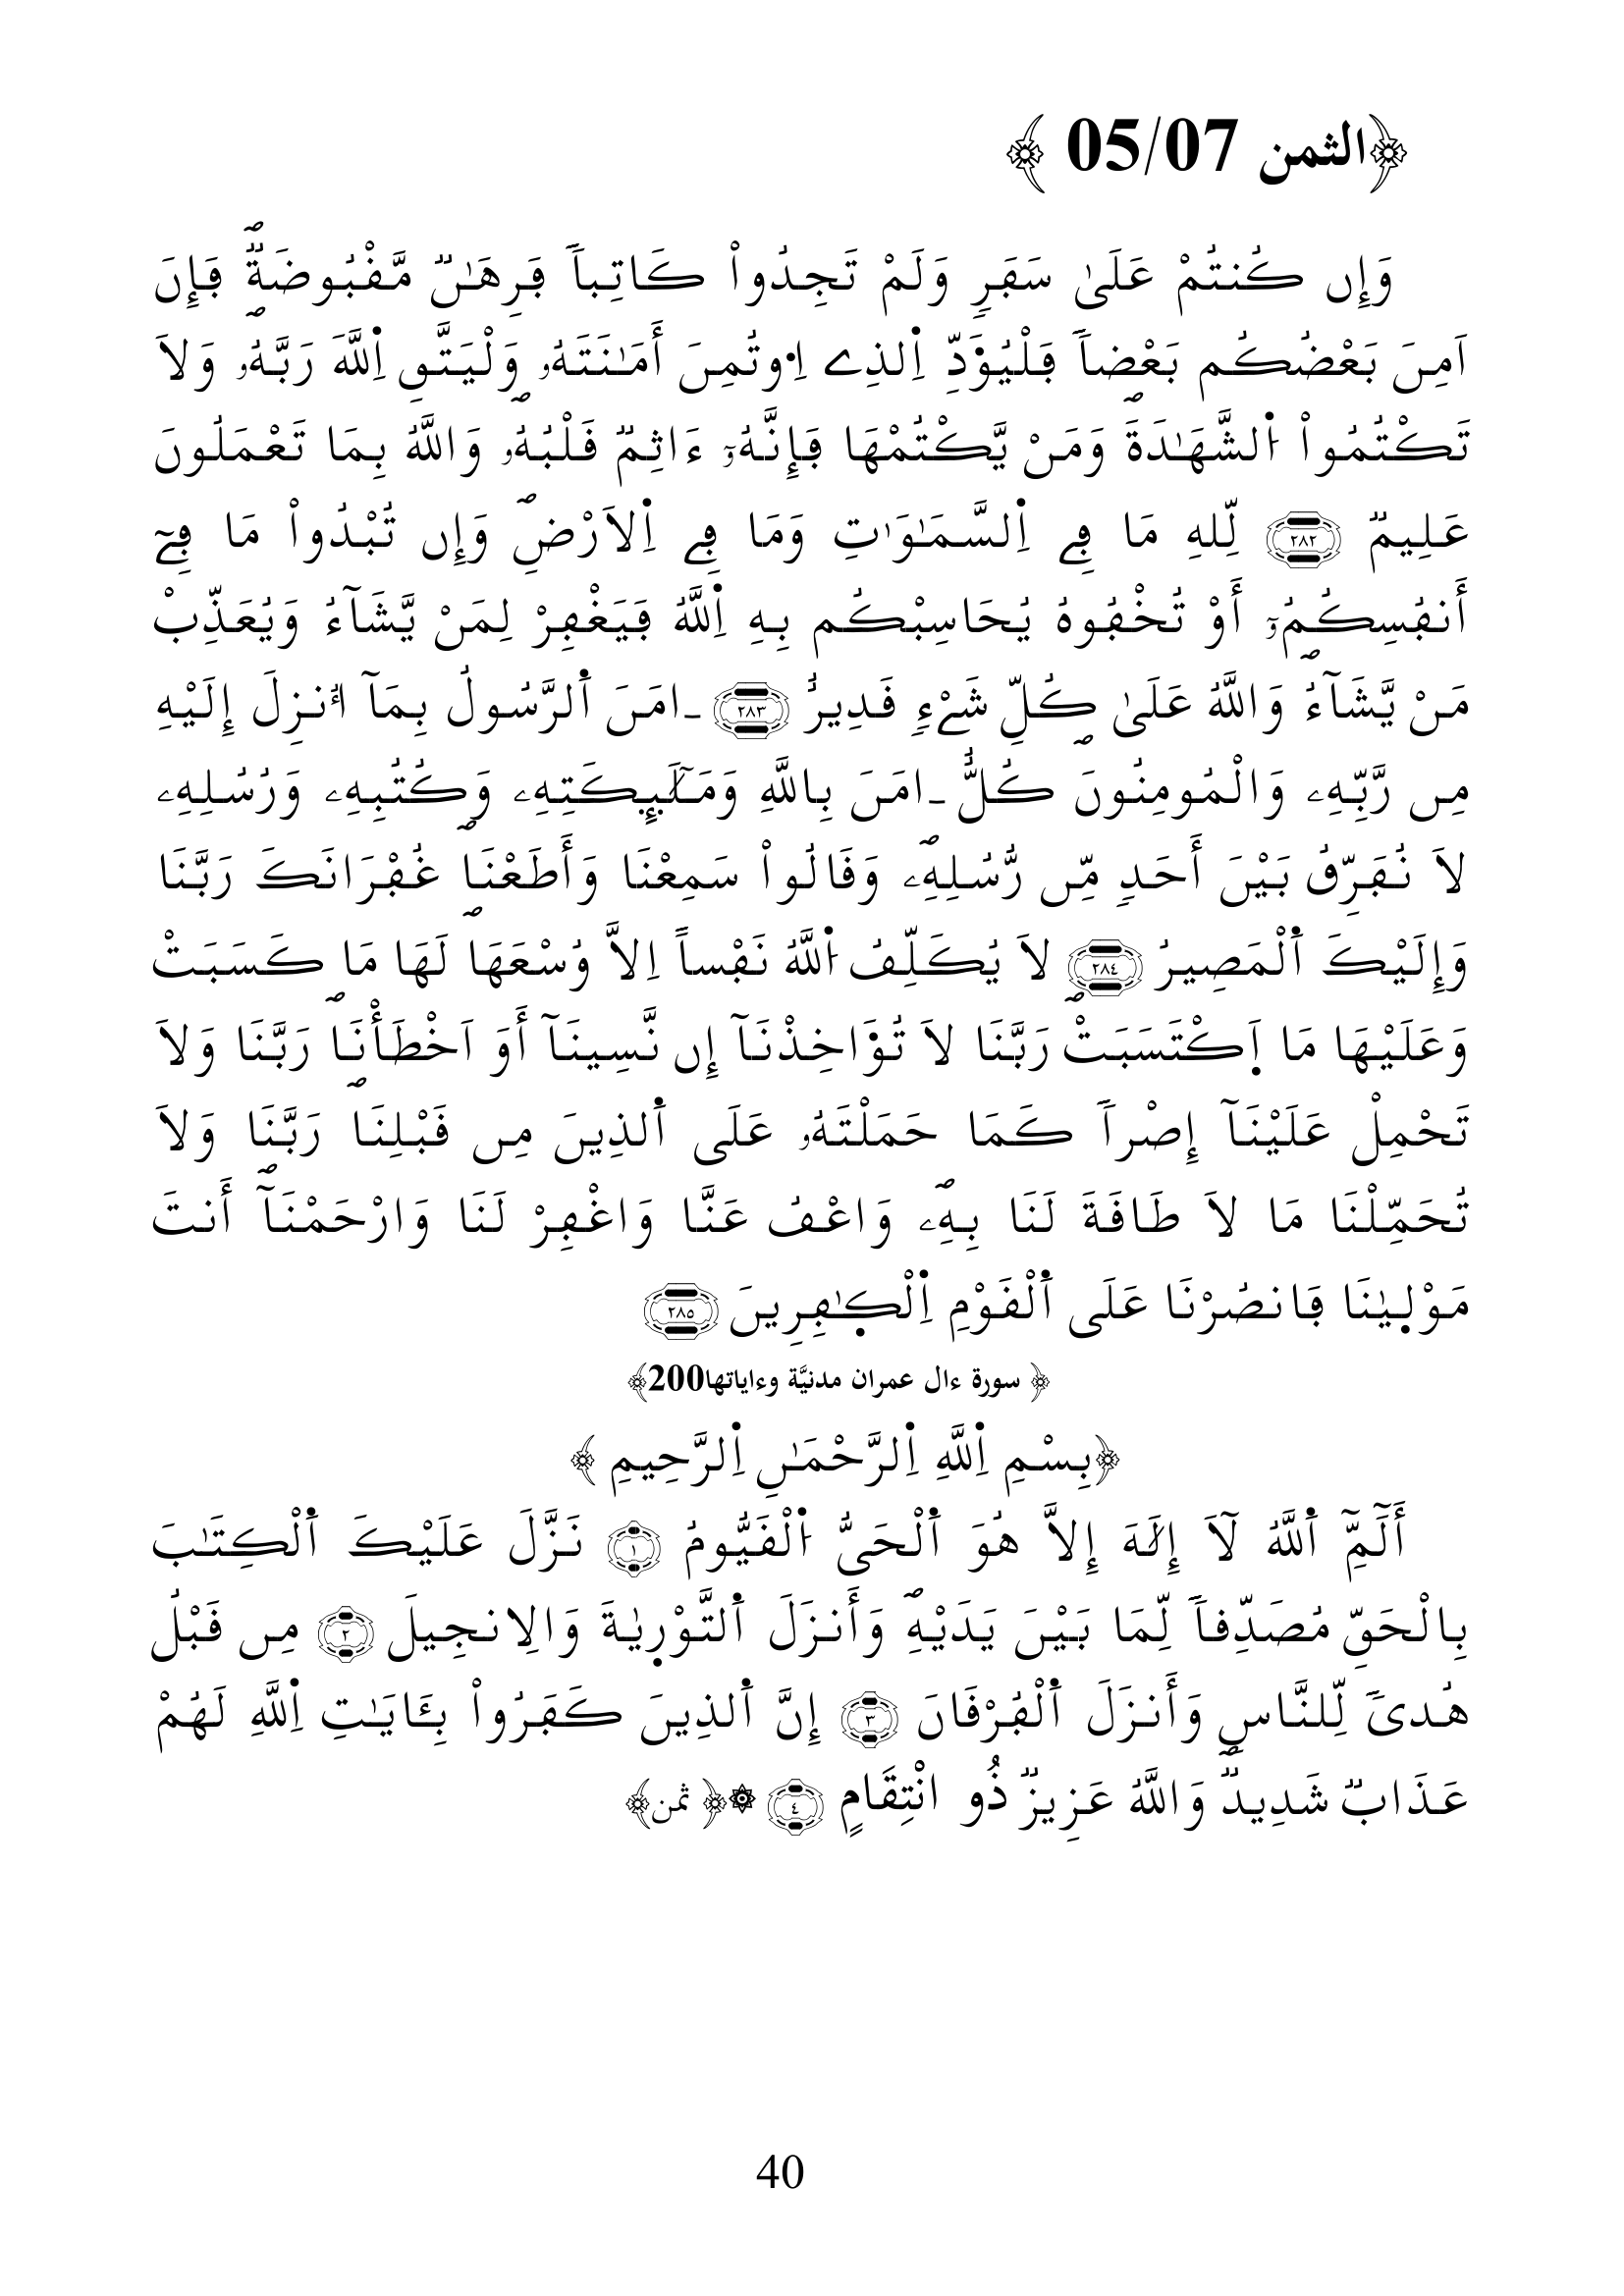 ﴿الثمن 05/07 ﴾
وَإِن كُنتُمْ عَلَىٰ سَفَرٖ وَلَمْ تَجِدُواْ كَاتِباٗ فَرِهَٰنٞ مَّقْبُوضَةٞۖ فَإِنَ
اَمِنَ بَعْضُكُم بَعْضاٗ فَلْيُؤَدِّ اِ۬لذِے اِ۟وتُمِنَ أَمَٰنَتَهُۥۖ وَلْيَتَّقِ اِ۬للَّهَ رَبَّهُۥۖ وَلَا
تَكْتُمُواْ اُ۬لشَّهَٰدَةَۖ وَمَنْ يَّكْتُمْهَا فَإِنَّهُۥٓ ءَاثِمٞ قَلْبُهُۥۖ وَاللَّهُ بِمَا تَعْمَلُونَ
عَلِيمٞ ٢٨٢ لِّلهِ مَا فِے اِ۬لسَّمَٰوَٰتِ وَمَا فِے اِ۬لَارْضِۖ وَإِن تُبْدُواْ مَا فِےٓ
أَنفُسِكُمُۥٓ أَوْ تُخْفُوهُ يُحَاسِبْكُم بِهِ اِ۬للَّهُۖ فَيَغْفِرْ لِمَنْ يَّشَآءُ وَيُعَذِّبْ
مَنْ يَّشَآءُۖ وَاللَّهُ عَلَىٰ كُلِّ شَےْءٖ قَدِيرٌۖ ٢٨٣ ـامَنَ اَ۬لرَّسُولُ بِمَآ أُنزِلَ إِلَيْهِ
مِن رَّبِّهِۦ وَالْمُومِنُونَۖ كُلٌّ ـامَنَ بِاللَّهِ وَمَلَٰٓئِكَتِهِۦ وَكُتُبِهِۦ وَرُسُلِهِۦۖ
لَا نُفَرِّقُ بَيْنَ أَحَدٖ مِّن رُّسُلِهِۦۖ وَقَالُواْ سَمِعْنَا وَأَطَعْنَاۖ غُفْرَانَكَ رَبَّنَا
وَإِلَيْكَ اَ۬لْمَصِيرُۖ ٢٨٤ لَا يُكَلِّفُ اُ۬للَّهُ نَفْساً اِلَّا وُسْعَهَاۖ لَهَا مَا كَسَبَتْ
وَعَلَيْهَا مَا اَ۪كْتَسَبَتْۖ رَبَّنَا لَا تُؤَاخِذْنَآ إِن نَّسِينَآ أَوَ اَخْطَأْنَاۖ رَبَّنَا وَلَا
تَحْمِلْ عَلَيْنَآ إِصْراٗ كَمَا حَمَلْتَهُۥ عَلَى اَ۬لذِينَ مِن قَبْلِنَاۖ رَبَّنَا وَلَا
تُحَمِّلْنَا مَا لَا طَاقَةَ لَنَا بِهِۦۖ وَاعْفُ عَنَّا وَاغْفِرْ لَنَا وَارْحَمْنَآۖ أَنتَ
مَوْل۪ىٰنَا فَانصُرْنَا عَلَى اَ۬لْقَوْمِ اِ۬لْكٰ۪فِرِينَ ٢٨٥
﴿ سورة ءال عمران مدنيَّة وءاياتها200﴾
﴿بِسْمِ اِ۬للَّهِ اِ۬لرَّحْمَٰنِ اِ۬لرَّحِيمِ ﴾
أَلَٓمِّٓۖ اَ۬للَّهُ لَآ إِلَٰهَ إِلَّا هُوَ اَ۬لْحَيُّ اُ۬لْقَيُّومُۖ ١ نَزَّلَ عَلَيْكَ اَ۬لْكِتَٰبَ
بِالْحَقِّ مُصَدِّقاٗ لِّمَا بَيْنَ يَدَيْهِۖ وَأَنزَلَ اَ۬لتَّوْر۪ىٰةَ وَالِانجِيلَ ٢ مِن قَبْلُ
هُدىٗ لِّلنَّاسِۖ وَأَنزَلَ اَ۬لْفُرْقَانَۖ ٣ إِنَّ اَ۬لذِينَ كَفَرُواْ بِـَٔايَٰتِ اِ۬للَّهِ لَهُمْ
عَذَابٞ شَدِيدٞۖ وَاللَّهُ عَزِيزٞ ذُو انْتِقَامٍ ٤ ۞﴿ ثمن﴾
40